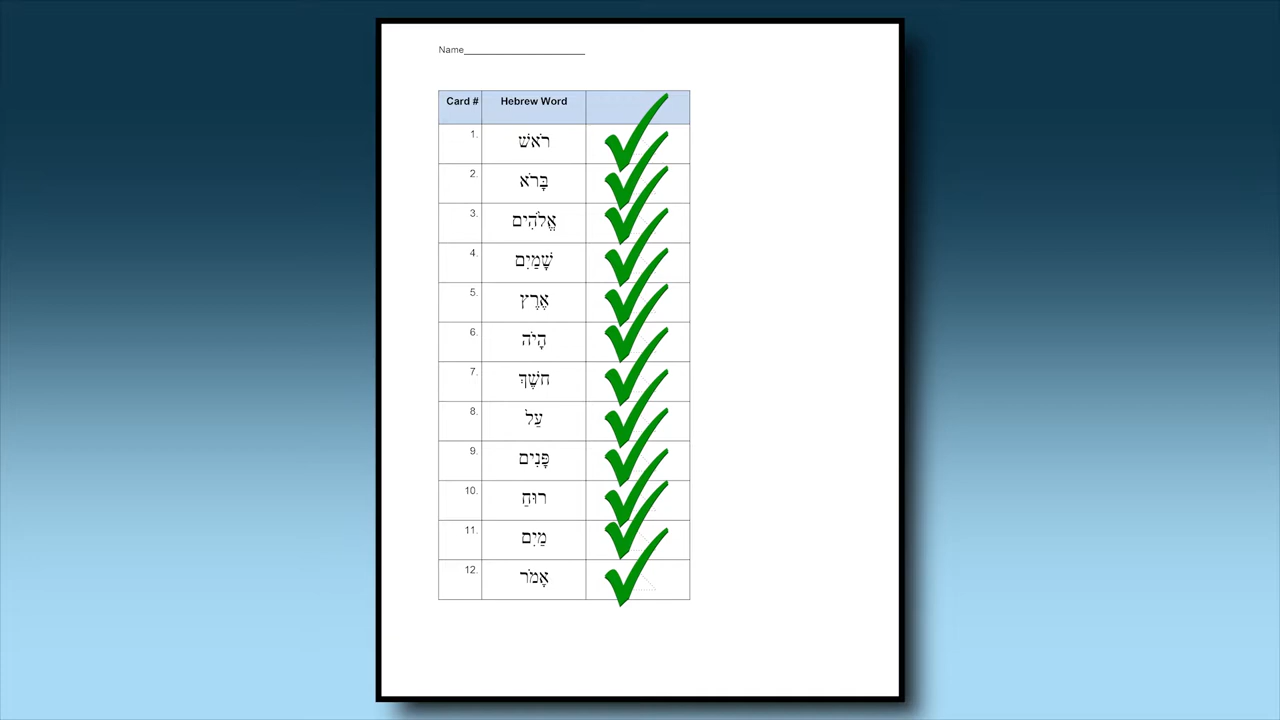 Name______________________
Card # Hebrew Word
1. רֹאשׁ
2. בָּרֹא
3. אֱלֹהִים
4. שָׁמַיִם
5. אֶרֶץ
6. הָיֹה
7. חֹשֶׁךְ
8. עַל
9. פָּנִים
10. רוּחַ
11. מַיִם
12. אָמֹר